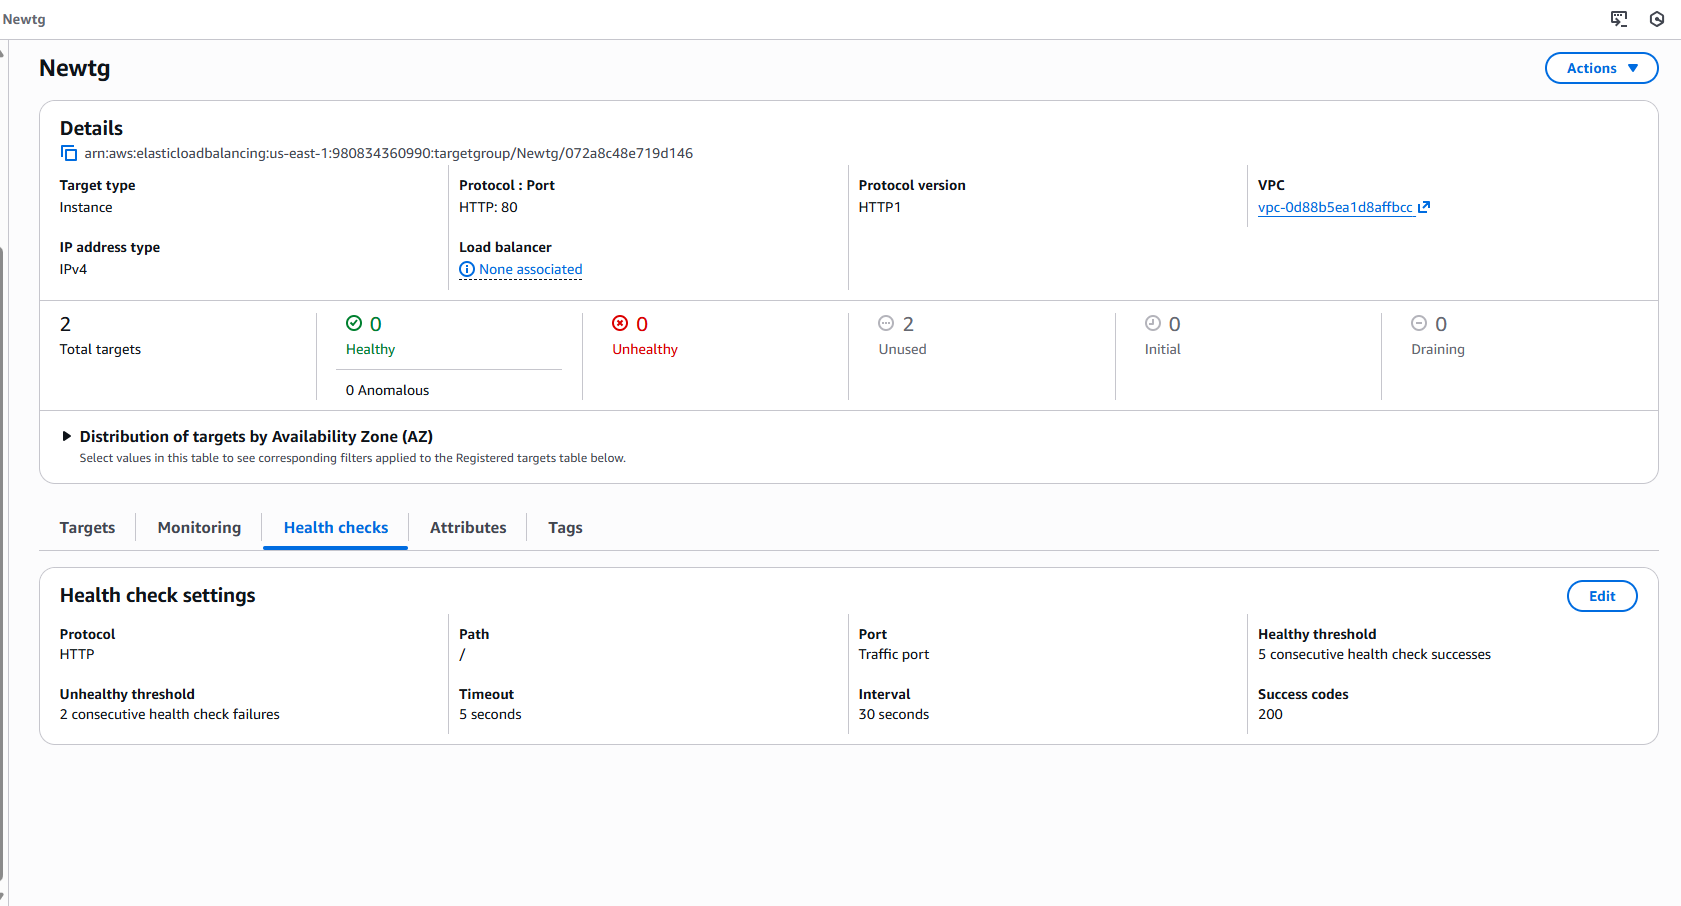 Newtg
Newtg
Actions
Details
arn:aws:elasticloadbalancing:us-east-1:980834360990:targetgroup/Newtg/072a8c48e719d146
Target type
Instance
Protocol : Port
HTTP: 80
Protocol version
HTTP1
VPC
vpc-0d88b5ea1d8affbcc
IP address type
IPv4
Load balancer
None associated
2
Total targets
0
Healthy
0 Anomalous
0
Unhealthy
2
Unused
0
Initial
0
Draining
Distribution of targets by Availability Zone (AZ)
Select values in this table to see corresponding filters applied to the Registered targets table below.
Targets
Monitoring
Health checks
Attributes
Tags
Health check settings
Edit
Protocol
HTTP
Path
/
Port
Traffic port
Healthy threshold
5 consecutive health check successes
Unhealthy threshold
2 consecutive health check failures
Timeout
5 seconds
Interval
30 seconds
Success codes
200